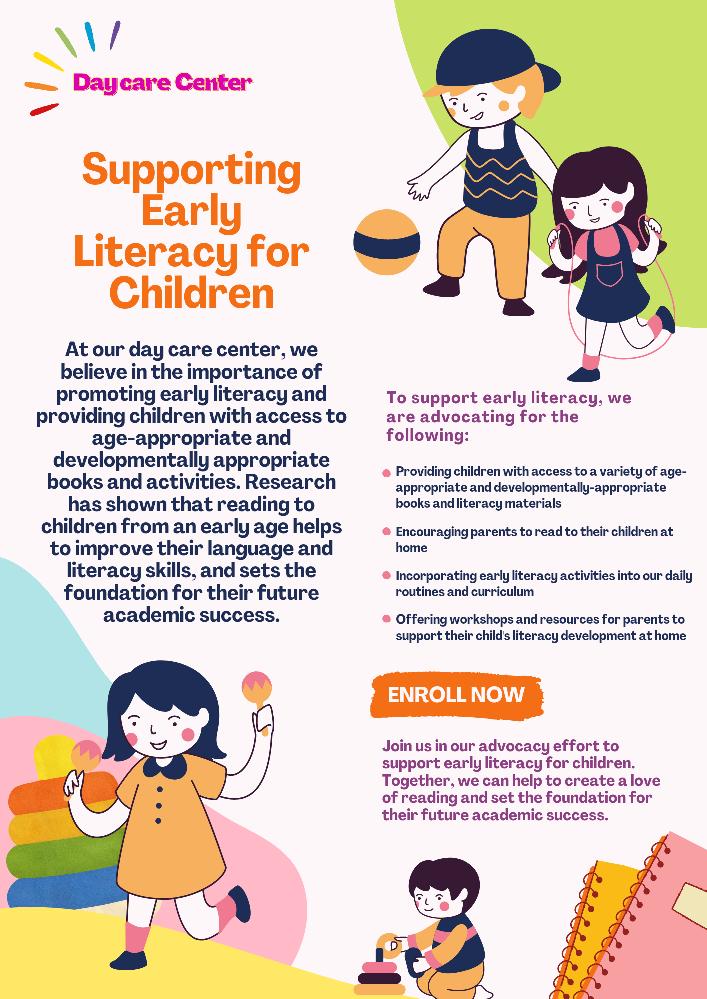 Day care Center
Supporting
Early
Literacy for
Children
At our day care center, we
believe in the importance of
promoting early literacy and
providing children with access to
age-appropriate and
developmentally appropriate
books and activities. Research
has shown that reading to
children from an early age helps
to improve their language and
literacy skills, and sets the
foundation for their future
academic success.
To support early literacy, we
are advocating for the
following:
Providing children with access to a variety of age-
appropriate and developmentally-appropriate
books and literacy materials
Encouraging parents to read to their children at
home
Incorporating early literacy activities into our daily
routines and curriculum
Offering workshops and resources for parents to
support their child's literacy development at home
ENROLL NOW
Join us in our advocacy effort to
support early literacy for children.
Together, we can help to create a love
of reading and set the foundation for
their future academic success.